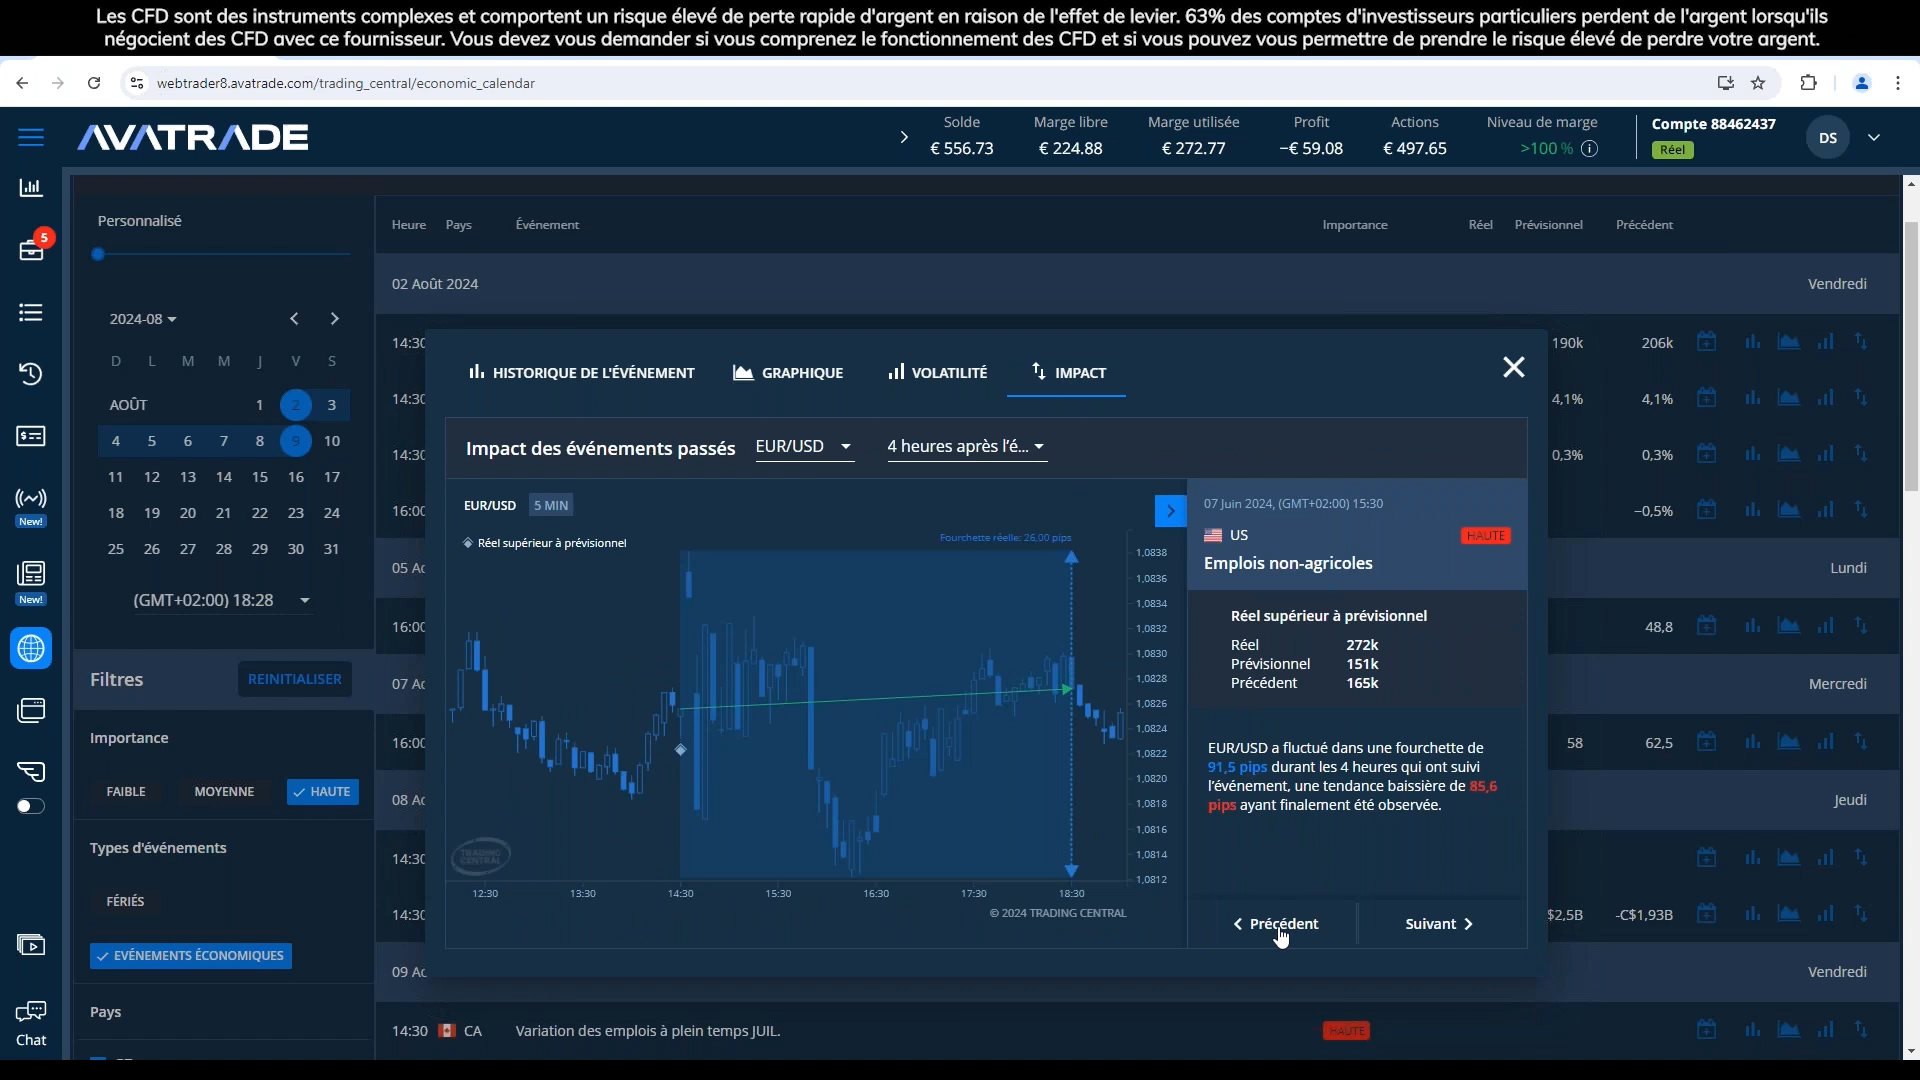 Les CFD sont des instruments complexes et comportent un risque élevé de perte rapide d'argent en raison de l'effet de levier. 63% des comptes d'investisseurs particuliers perdent de l'argent lorsqu'ils
négocient des CFD avec ce fournisseur. Vous devez vous demander si vous comprenez le fonctionnement des CFD et si vous pouvez vous permettre de prendre le risque élevé de perdre votre argent.
webtrader8.avatrade.com/trading_central/economic_calendar
AVATRADE
Solde Marge libre Marge utilisée Profit Actions Niveau de marge
€ 556.73 € 224.88 € 272.77 -€ 59.08 € 497.65 >100 %
Compte 88462437
Réel
DS
5
New!
New!
Chat
Personnalisé
2024-08
D L M M J V S
AOÛT 1 2 3
4 5 6 7 8 9 10
11 12 13 14 15 16 17
18 19 20 21 22 23 24
25 26 27 28 29 30 31
(GMT+02:00) 18:28
Filtres REINITIALISER
Importance
FAIBLE MOYENNE HAUTE
Types d'événements
FÉRIÉS
EVÉNEMENTS ÉCONOMIQUES
Pays
Heure Pays Événement Importance Réel Prévisionnel Précédent
02 Août 2024 Vendredi
14:30 190k 206k
14:30 4,1% 4,1%
14:30 0,3% 0,3%
16:00 -0,5%
05 Ao Lundi
16:00 48,8
07 Ao Mercredi
16:00 58 62,5
08 Ao Jeudi
14:30
14:30 $2,5B -C$1,93B
09 Ao Vendredi
14:30 CA Variation des emplois à plein temps JUIL. HAUTE
HISTORIQUE DE L'ÉVÉNEMENT GRAPHIQUE VOLATILITÉ IMPACT
Impact des événements passés EUR/USD 4 heures après l'é...
EUR/USD 5 MIN
Réel supérieur à prévisionnel
Fourchette réelle: 26,00 pips
1,0838
1,0836
1,0834
1,0832
1,0830
1,0828
1,0826
1,0824
1,0822
1,0820
1,0818
1,0816
1,0814
1,0812
TRADING
CENTRAL
12:30 13:30 14:30 15:30 16:30 17:30 18:30
© 2024 TRADING CENTRAL
07 Juin 2024, (GMT+02:00) 15:30
US HAUTE
Emplois non-agricoles
Réel supérieur à prévisionnel
Réel 272k
Prévisionnel 151k
Précédent 165k
EUR/USD a fluctué dans une fourchette de
91,5 pips durant les 4 heures qui ont suivi
l'événement, une tendance baissière de 85,6
pips ayant finalement été observée.
Précédent Suivant